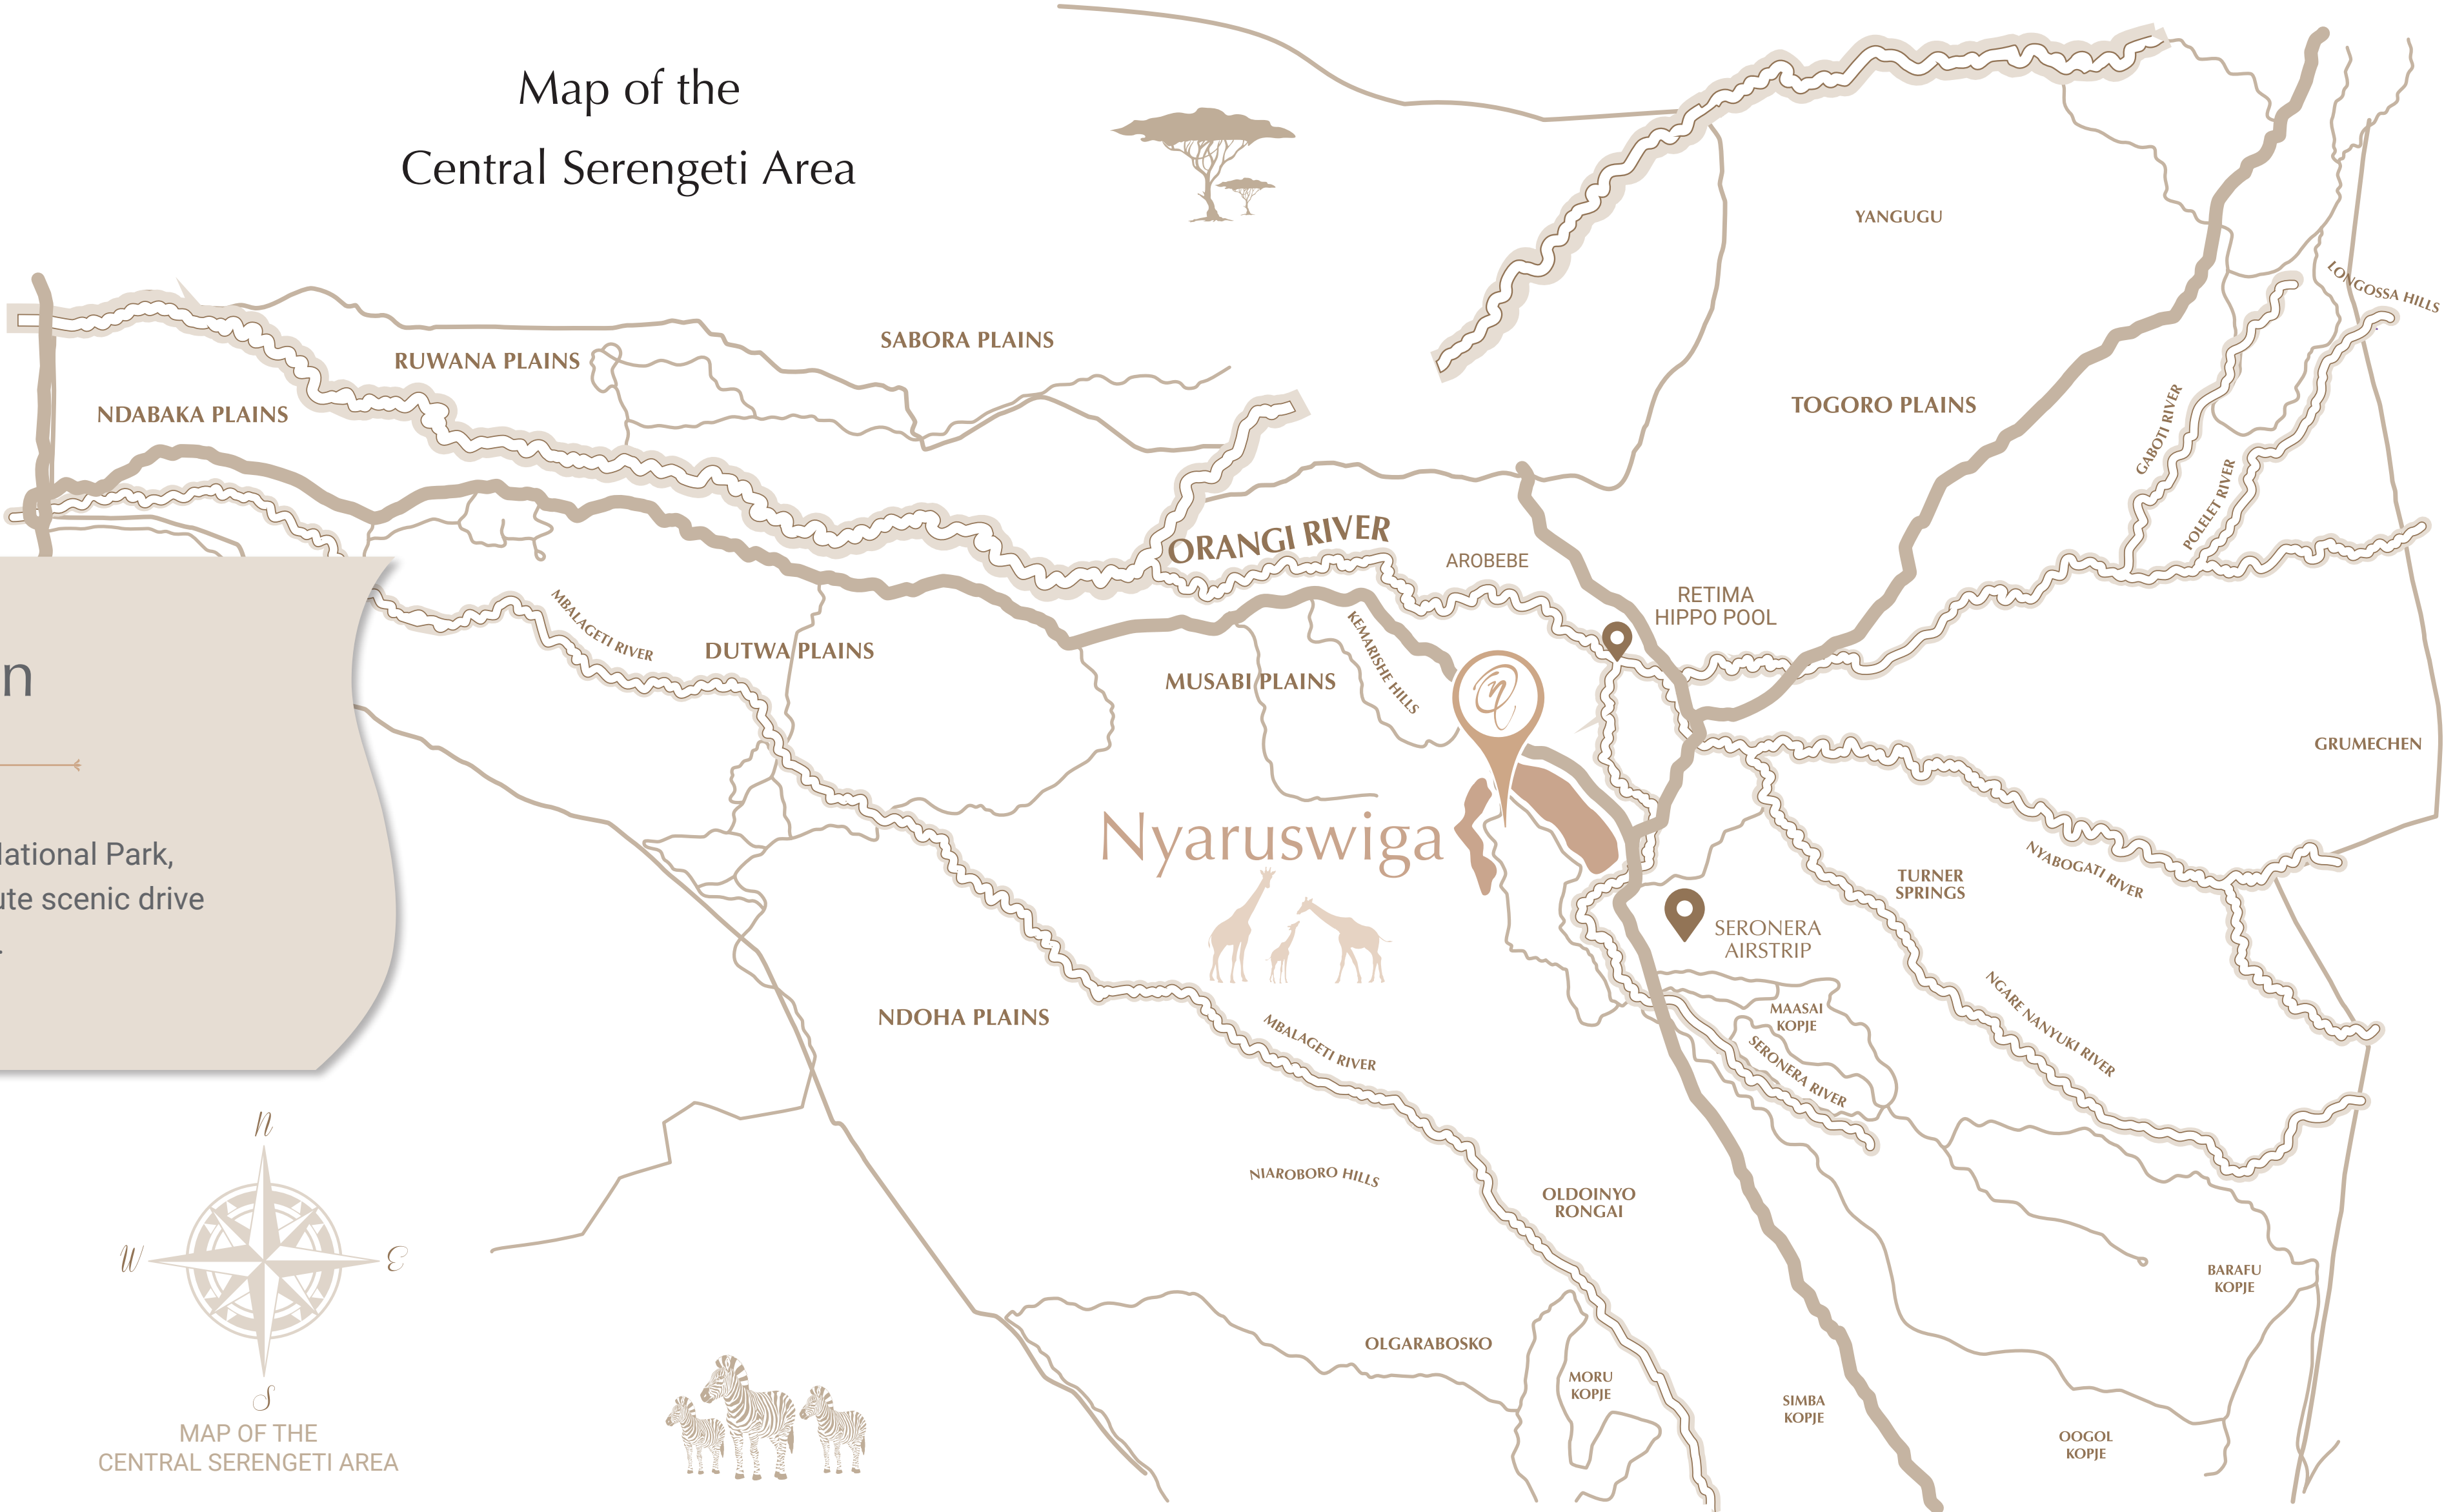 Map of the
Central Serengeti Area
YANGUGU
LONGOSSA HILLS
SABORA PLAINS
RUWANA PLAINS
NDABAKA PLAINS
TOGORO PLAINS
GABOTI RIVER
POLELET RIVER
ORANGI RIVER
AROBEBE
RETIMA
HIPPO POOL
MBALAGETI RIVER
DUTWA PLAINS
MUSABI PLAINS
KEMARISHE HILLS
n
GRUMECHEN
Nyaruswiga
National Park,
ute scenic drive
.
NYABOGATI RIVER
TURNER
SPRINGS
SERONERA
AIRSTRIP
NDOHA PLAINS
MBALAGETI RIVER
MAASAI
KOPJE
SERONERA RIVER
NGARE NANYUKI RIVER
N
W
E
S
NIAROBORO HILLS
OLDOINYO
RONGAI
BARAFU
KOPJE
OLGARABOSKO
MORU
KOPJE
SIMBA
KOPJE
OOGOL
KOPJE
MAP OF THE
CENTRAL SERENGETI AREA